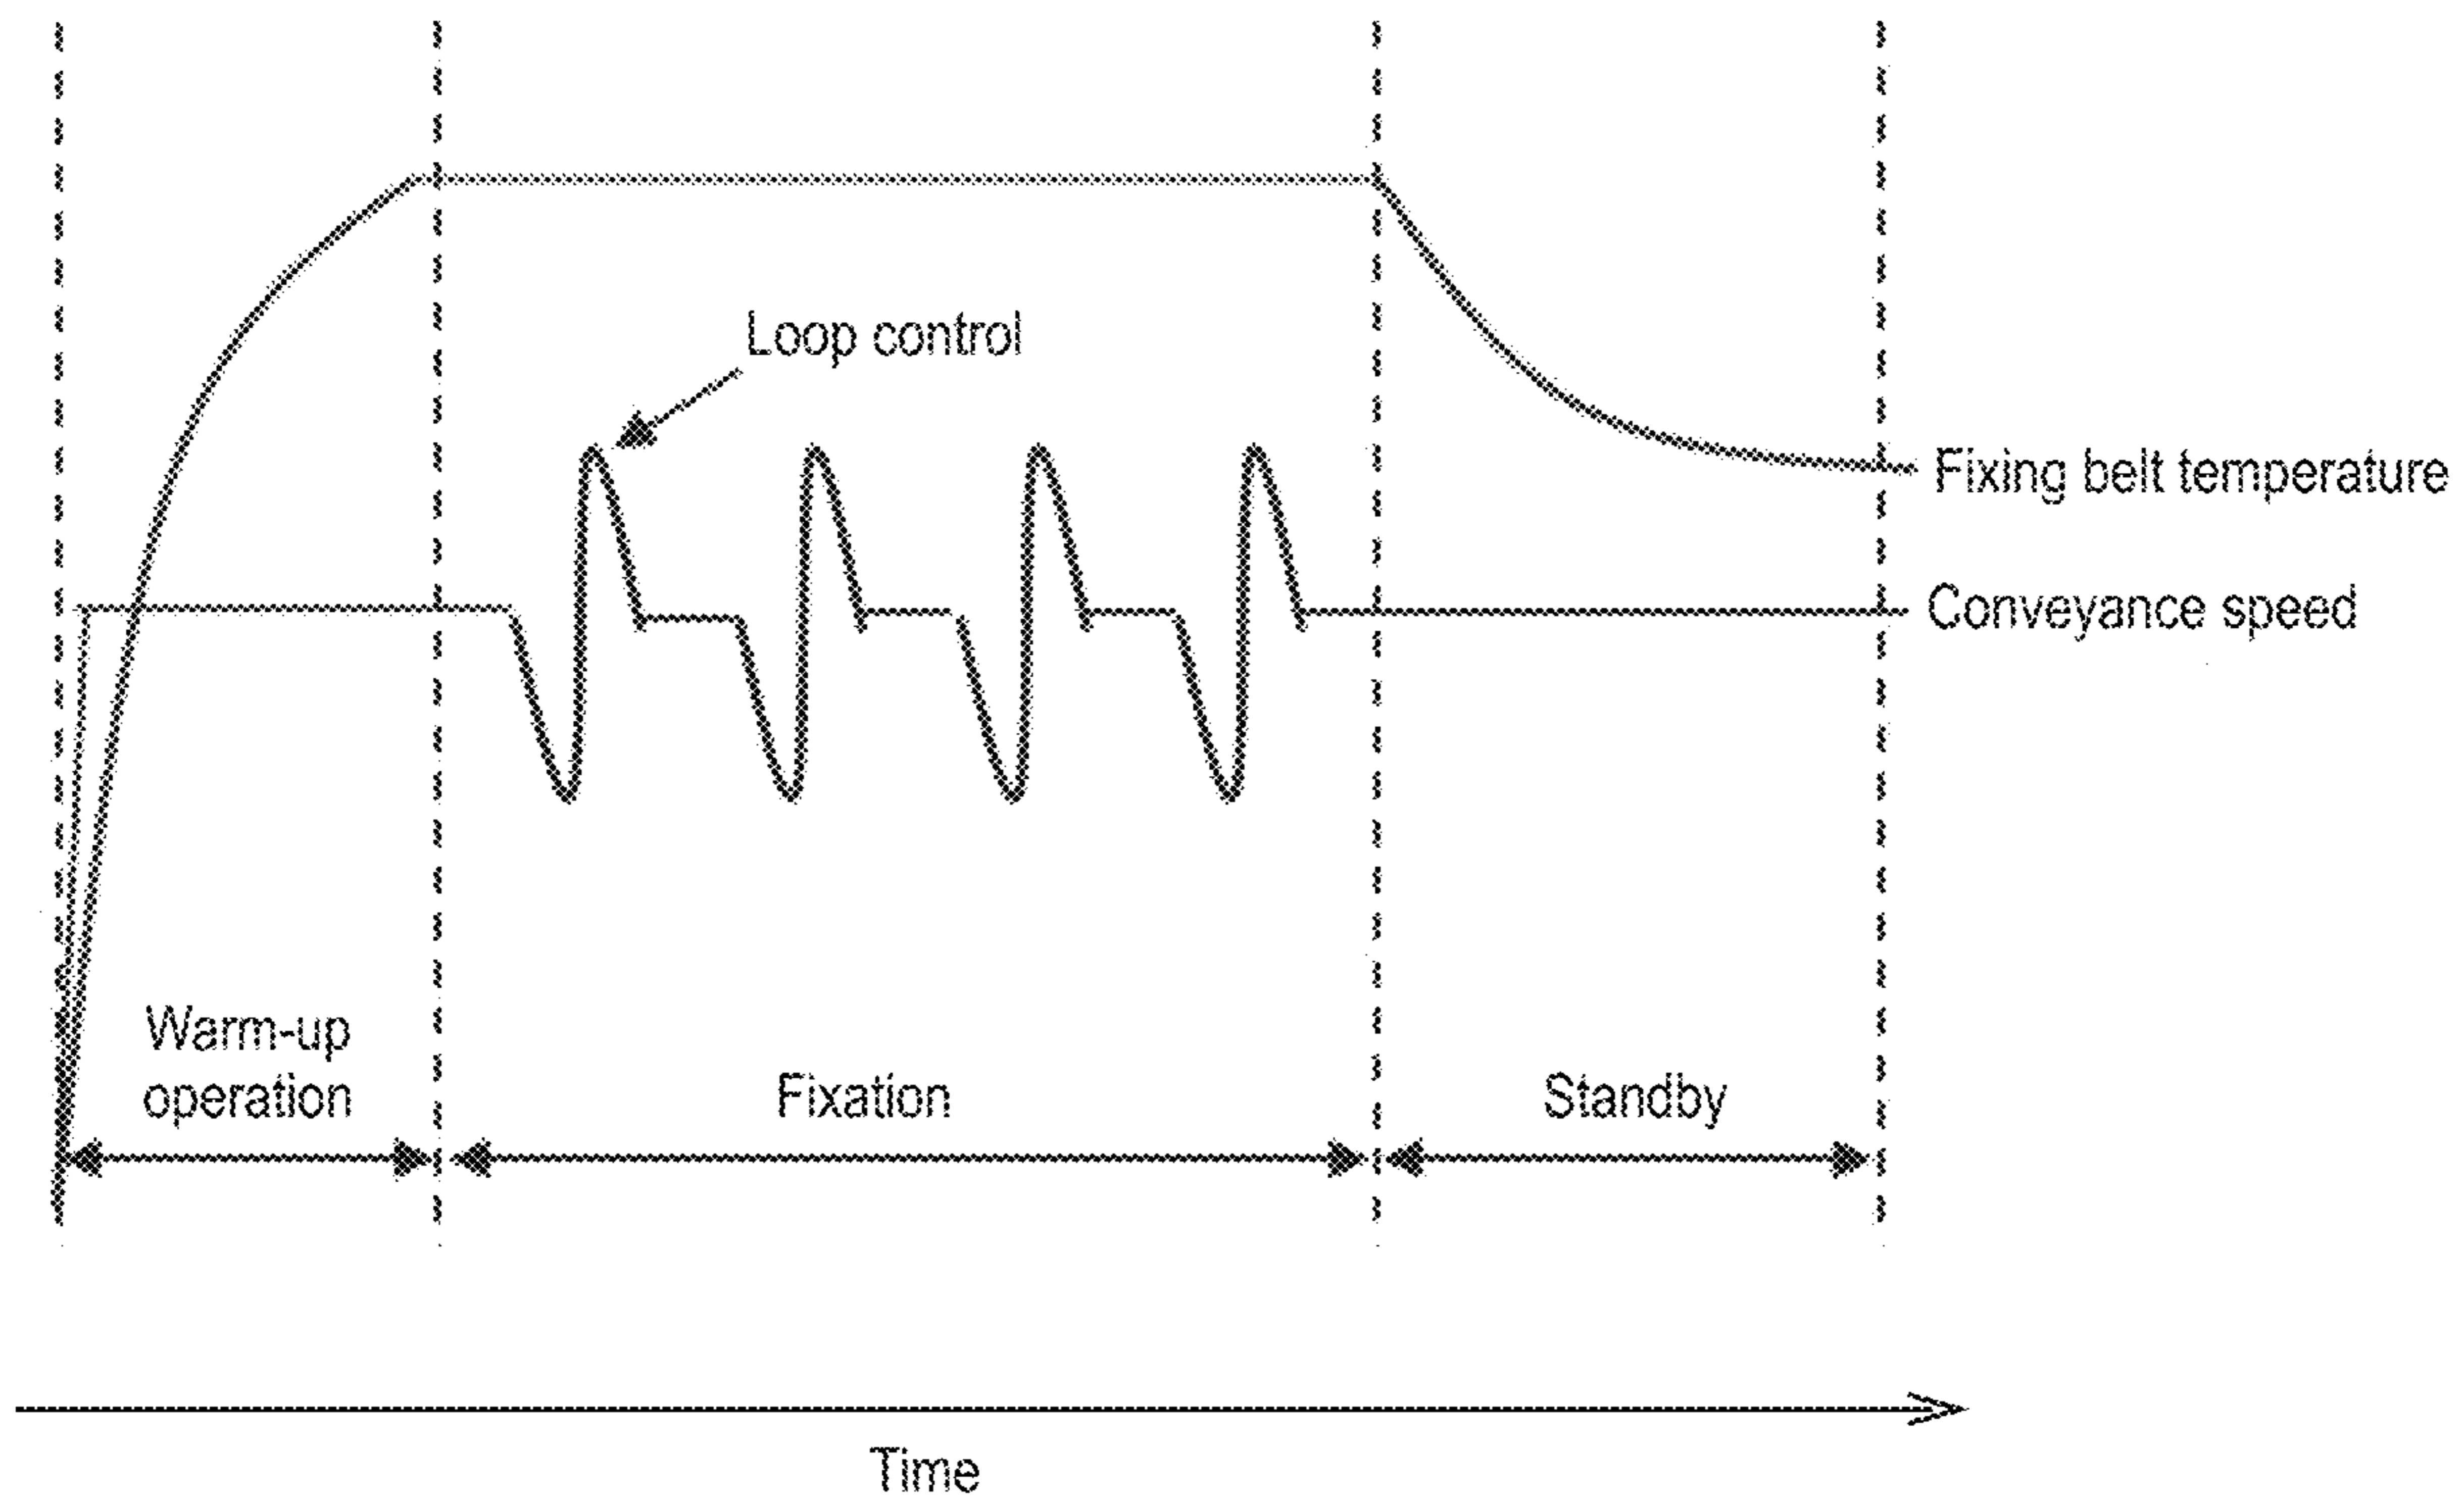 Loop control
Fixing belt temperature
Conveyance speed
Warm-up
operation
Fixation
Standby
Time